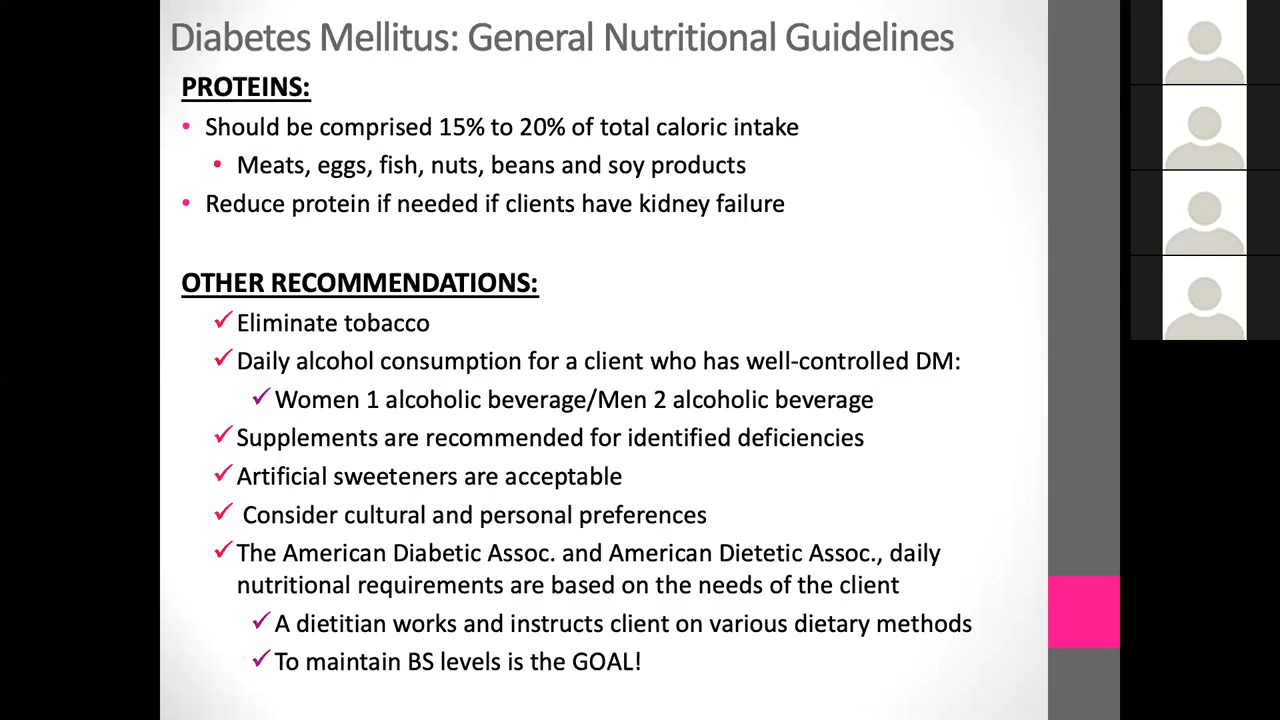 Diabetes Mellitus: General Nutritional Guidelines
PROTEINS:
Should be comprised 15% to 20% of total caloric intake
Meats, eggs, fish, nuts, beans and soy products
Reduce protein if needed if clients have kidney failure
OTHER RECOMMENDATIONS:
Eliminate tobacco
Daily alcohol consumption for a client who has well-controlled DM:
Women 1 alcoholic beverage/Men 2 alcoholic beverage
Supplements are recommended for identified deficiencies
Artificial sweeteners are acceptable
Consider cultural and personal preferences
The American Diabetic Assoc. and American Dietetic Assoc., daily
nutritional requirements are based on the needs of the client
A dietitian works and instructs client on various dietary methods
To maintain BS levels is the GOAL!